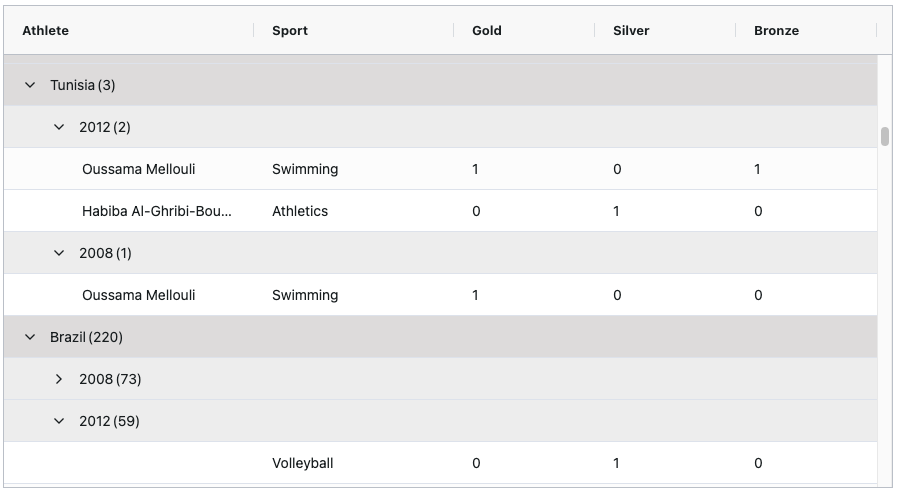 Athlete Sport Gold Silver Bronze
Tunisia (3)
2012 (2)
Oussama Mellouli Swimming 1 0 1
Habiba Al-Ghribi-Bou... Athletics 0 1 0
2008 (1)
Oussama Mellouli Swimming 1 0 0
Brazil (220)
2008 (73)
2012 (59)
Volleyball 0 1 0